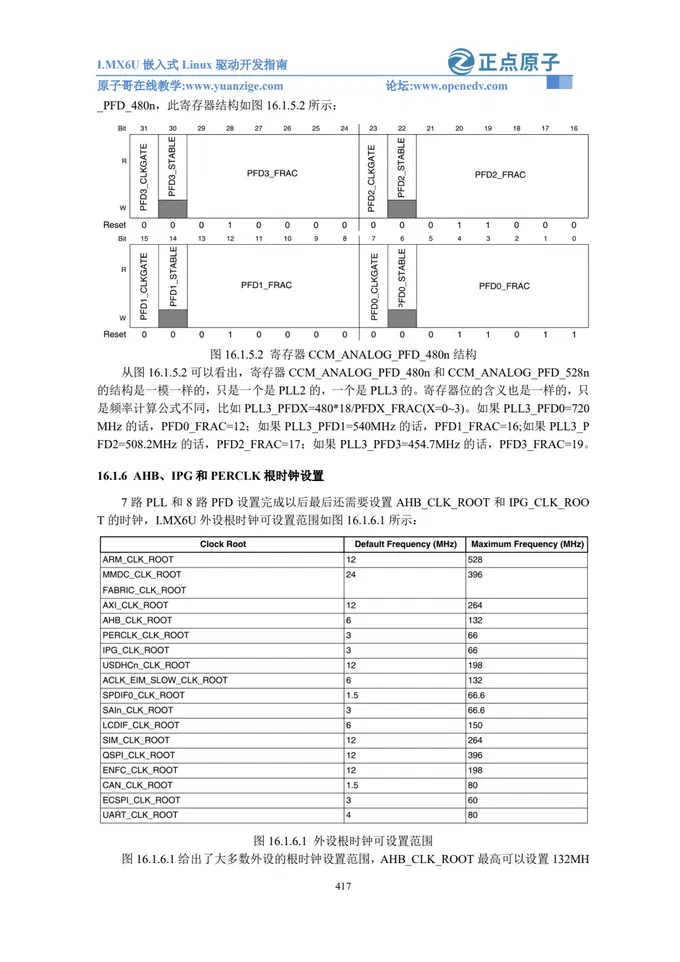 I.MX6U 嵌入式 Linux 驱动开发指南
正点原子
原子哥在线教学:www.yuanzige.com 论坛:www.openedv.com
_PFD_480n，此寄存器结构如图 16.1.5.2 所示：
Bit 31 30 29 28 27 26 25 24 23 22 21 20 19 18 17 16
R
W
PFD3_CLKGATE
PFD3_STABLE
PFD3_FRAC
PFD2_CLKGATE
PFD2_STABLE
PFD2_FRAC
Reset 0 0 0 1 0 0 0 0 0 0 0 1 1 0 0 0
Bit 15 14 13 12 11 10 9 8 7 6 5 4 3 2 1 0
R
W
PFD1_CLKGATE
PFD1_STABLE
PFD1_FRAC
PFD0_CLKGATE
PFD0_STABLE
PFD0_FRAC
Reset 0 0 0 1 0 0 0 0 0 0 0 1 1 0 1 1
图 16.1.5.2 寄存器 CCM_ANALOG_PFD_480n 结构
从图 16.1.5.2 可以看出，寄存器 CCM_ANALOG_PFD_480n 和 CCM_ANALOG_PFD_528n
的结构是一模一样的，只是一个是 PLL2 的，一个是 PLL3 的。寄存器位的含义也是一样的，只
是频率计算公式不同，比如 PLL3_PFDX=480*18/PFDX_FRAC(X=0~3)。如果 PLL3_PFD0=720
MHz 的话，PFD0_FRAC=12；如果 PLL3_PFD1=540MHz 的话，PFD1_FRAC=16;如果 PLL3_P
FD2=508.2MHz 的话，PFD2_FRAC=17；如果 PLL3_PFD3=454.7MHz 的话，PFD3_FRAC=19。
16.1.6 AHB、IPG 和 PERCLK 根时钟设置
7 路 PLL 和 8 路 PFD 设置完成以后最后还需要设置 AHB_CLK_ROOT 和 IPG_CLK_ROO
T 的时钟，I.MX6U 外设根时钟可设置范围如图 16.1.6.1 所示：
Clock Root Default Frequency (MHz) Maximum Frequency (MHz)
ARM_CLK_ROOT 12 528
MMDC_CLK_ROOT 24 396
FABRIC_CLK_ROOT
AXI_CLK_ROOT 12 264
AHB_CLK_ROOT 6 132
PERCLK_CLK_ROOT 3 66
IPG_CLK_ROOT 3 66
USDHCn_CLK_ROOT 12 198
ACLK_EIM_SLOW_CLK_ROOT 6 132
SPDIF0_CLK_ROOT 1.5 66.6
SAIn_CLK_ROOT 3 66.6
LCDIF_CLK_ROOT 6 150
SIM_CLK_ROOT 12 264
QSPI_CLK_ROOT 12 396
ENFC_CLK_ROOT 12 198
CAN_CLK_ROOT 1.5 80
ECSPI_CLK_ROOT 3 60
UART_CLK_ROOT 4 80
图 16.1.6.1 外设根时钟可设置范围
图 16.1.6.1 给出了大多数外设的根时钟设置范围，AHB_CLK_ROOT 最高可以设置 132MH
417